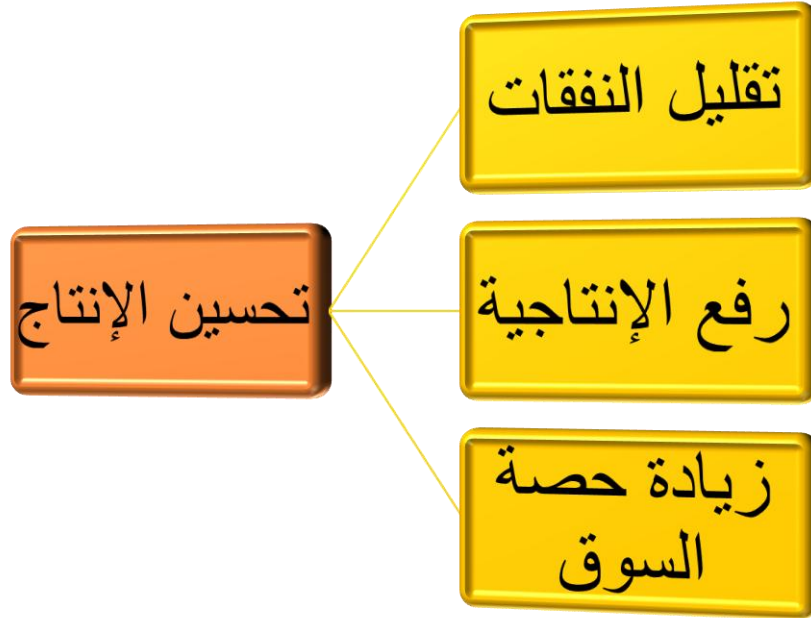 تحسين الإنتاج
تقليل النفقات
رفع الإنتاجية
زيادة حصة
السوق